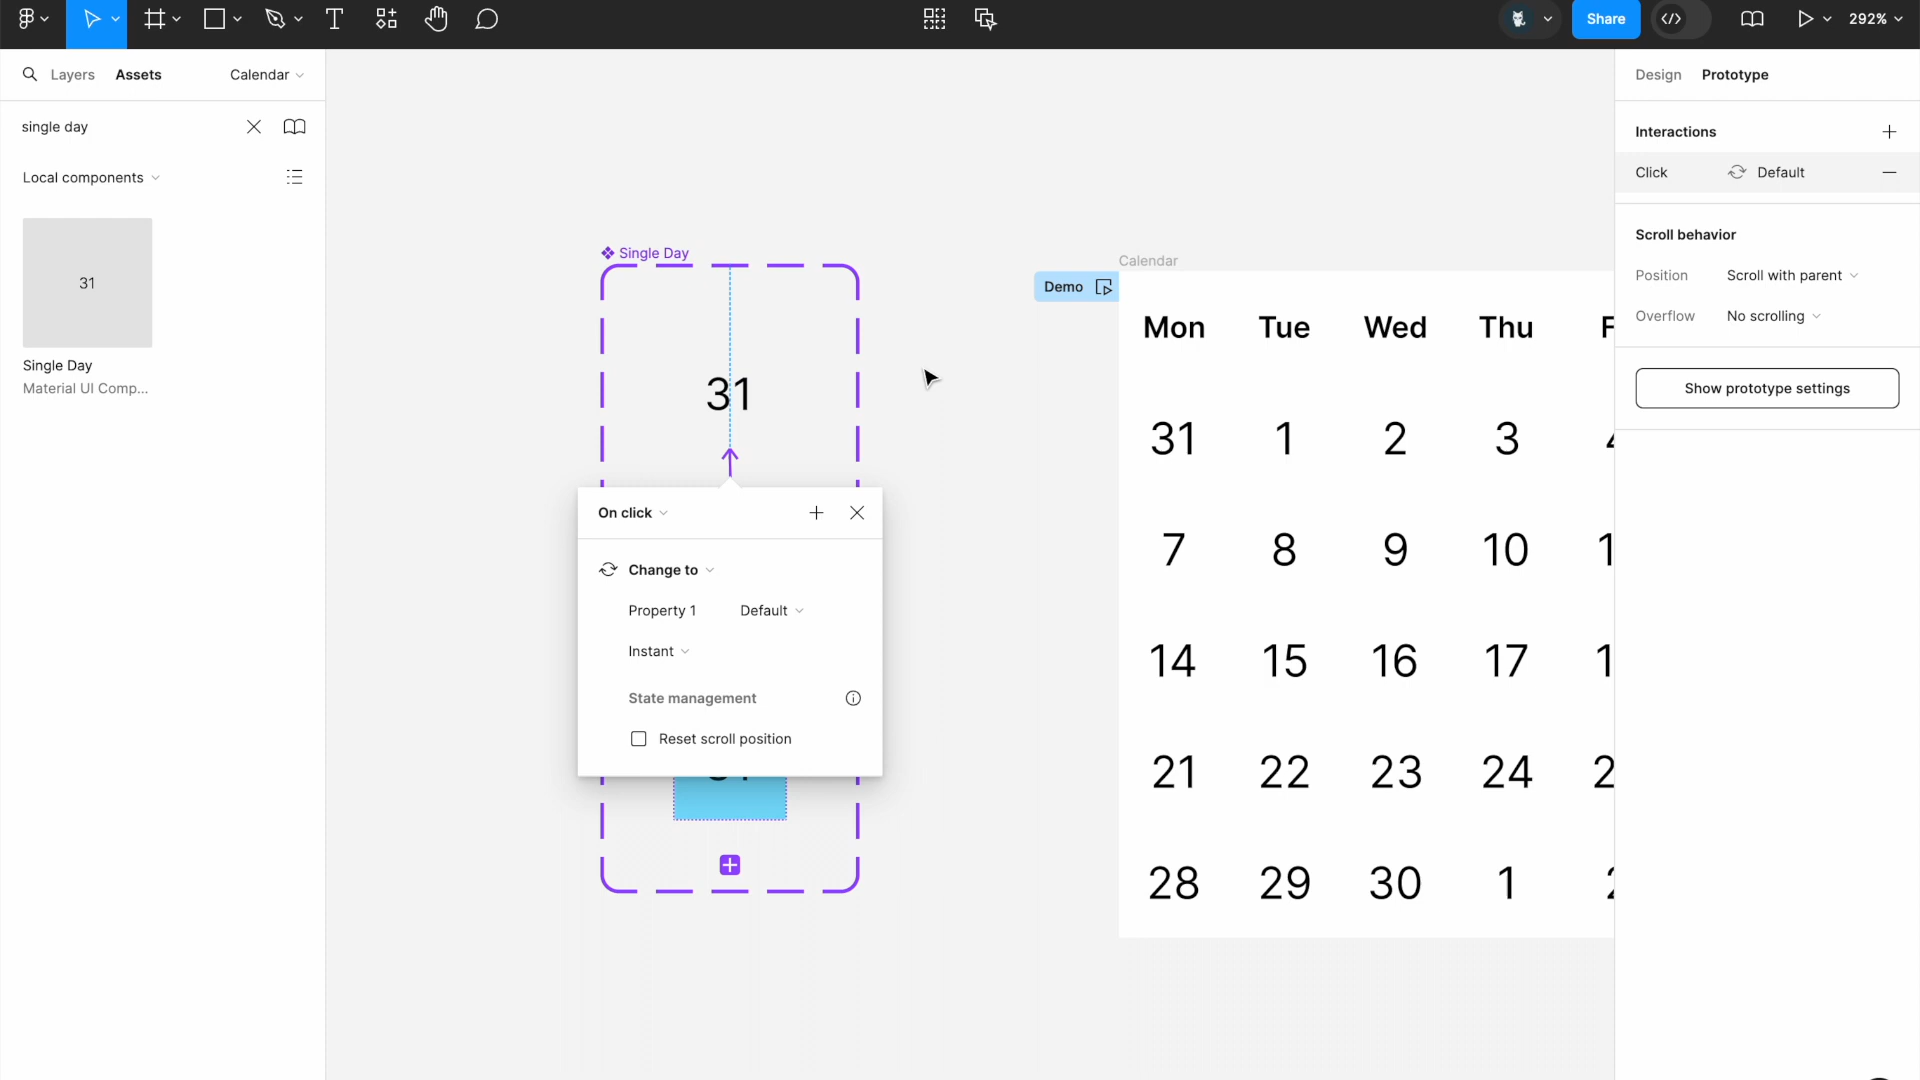 Share
292%
Layers
Assets
Calendar
single day
Local components
31
Single Day
Material UI Comp...
Single Day
31
On click
Change to
Property 1
Default
Instant
State management
Reset scroll position
Calendar
Demo
Mon Tue Wed Thu
31 1 2 3
7 8 9 10
14 15 16 17
21 22 23 24
28 29 30 1
Design
Prototype
Interactions
Click
Default
Scroll behavior
Position
Scroll with parent
Overflow
No scrolling
Show prototype settings